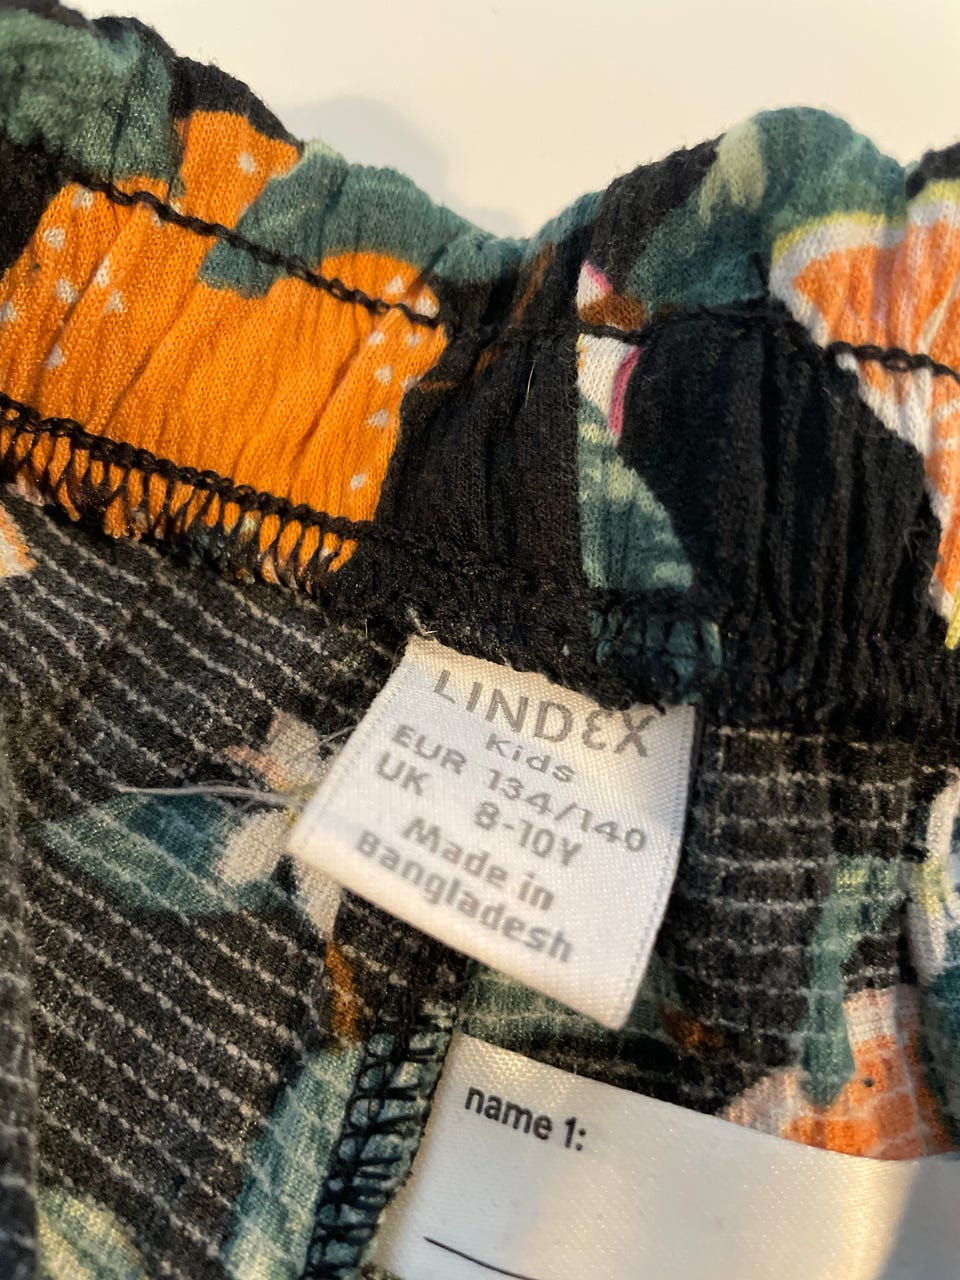 LINDEX
Kids
EUR 134/140
UK 8-10Y
Made in
Bangladesh
name 1: